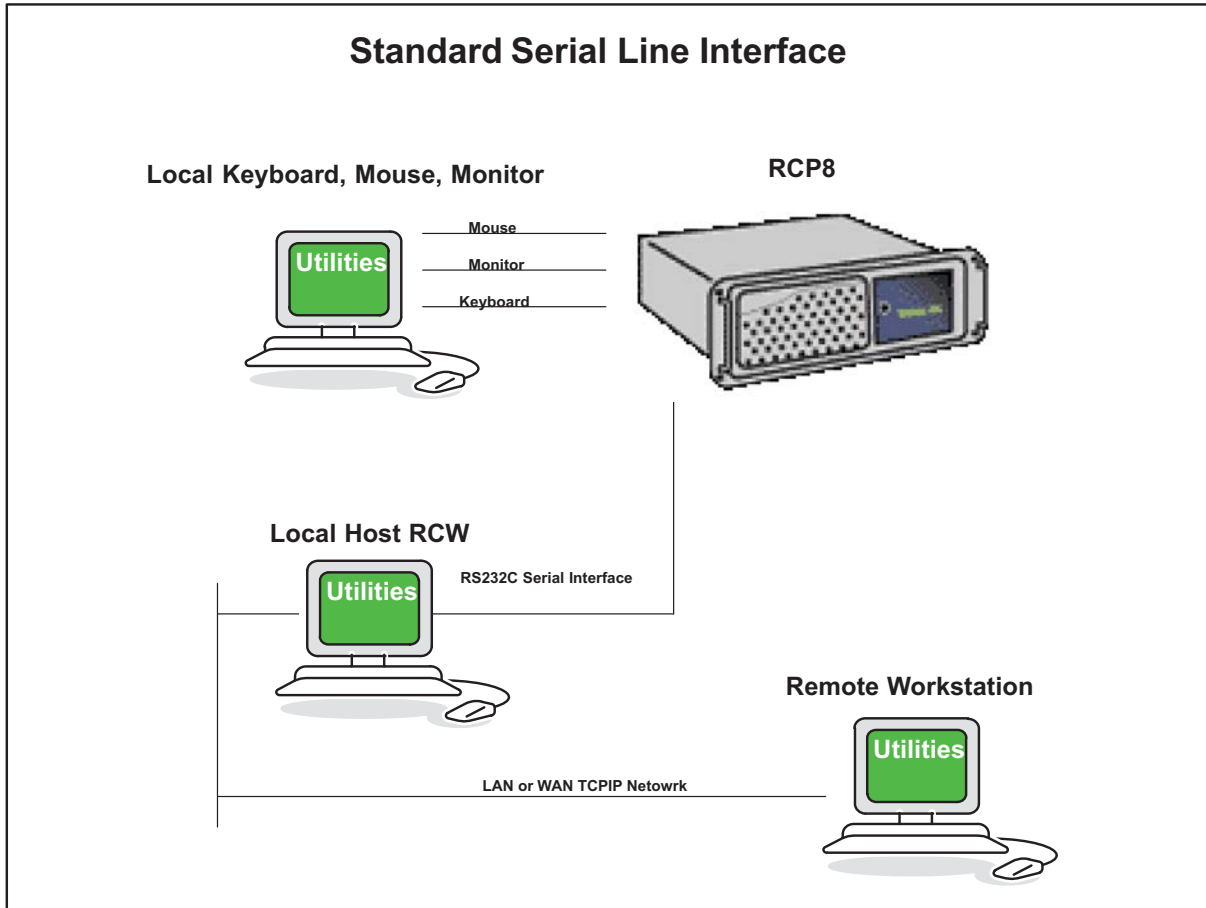 Standard Serial Line Interface
Local Keyboard, Mouse, Monitor
RCP8
Utilities
Mouse
Monitor
Keyboard
Local Host RCW
Utilities
RS232C Serial Interface
Remote Workstation
Utilities
LAN or WAN TCPIP Netowrk